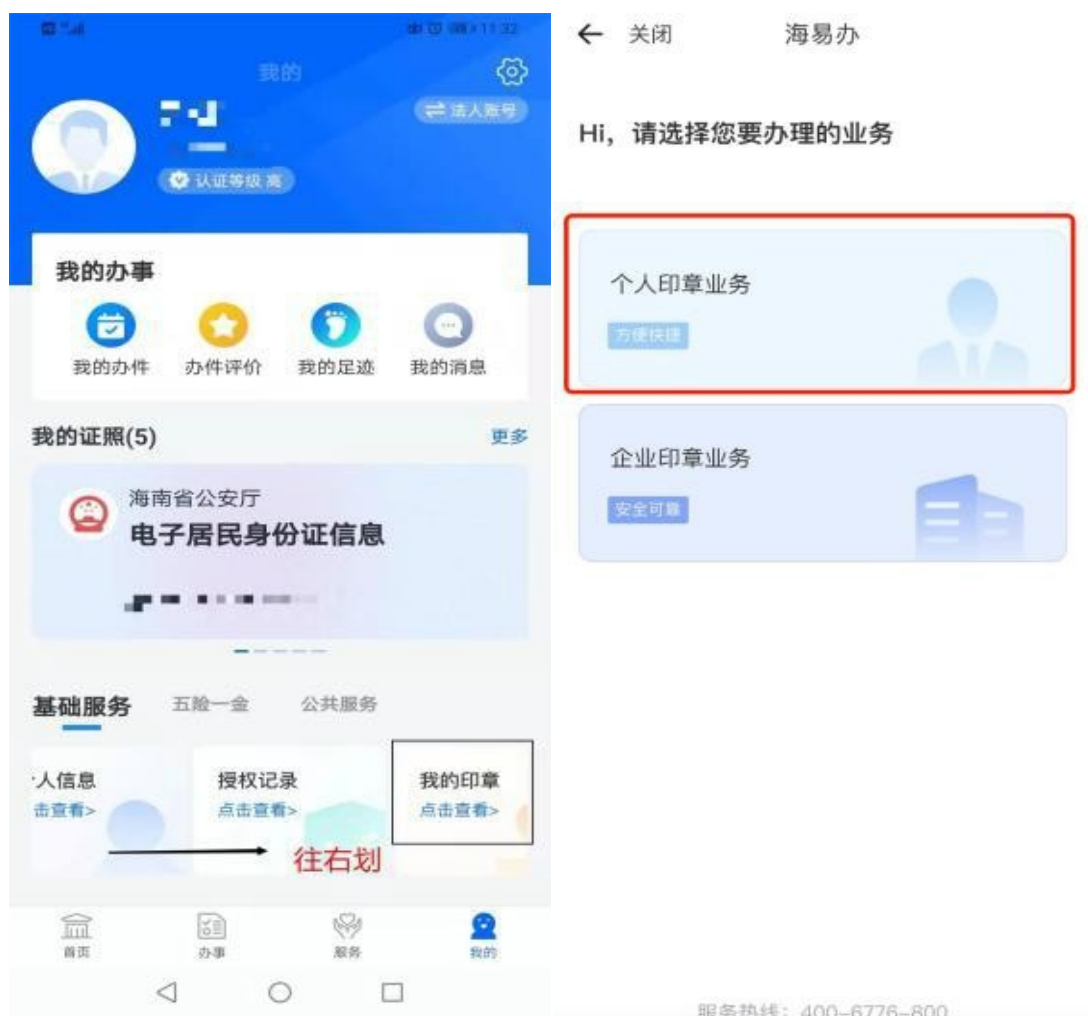 11:32
我的
法人账号
认证等级 高
我的办事
我的办件
办件评价
我的足迹
我的消息
我的证照(5)
更多
海南省公安厅
电子居民身份证信息
基础服务
五险一金
公共服务
人信息
击查看>
授权记录
点击查看>
我的印章
点击查看>
往右划
首页
办事
服务
我的
关闭
海易办
Hi，请选择您要办理的业务
个人印章业务
方便快捷
企业印章业务
安全可靠
服务热线：400-6776-800